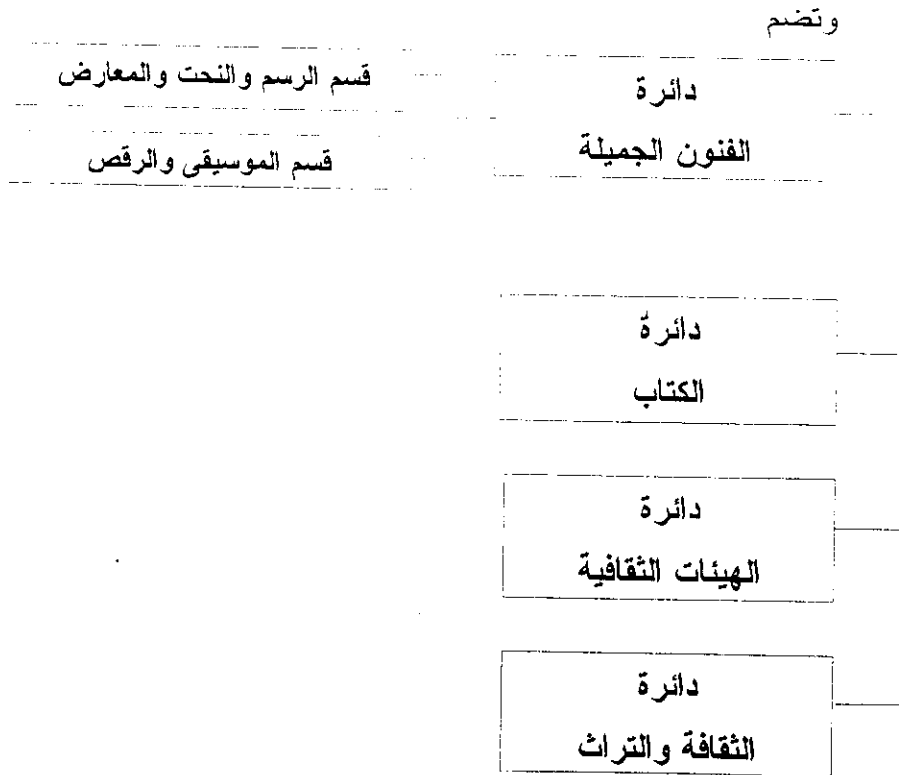 وتضم
دائرة
الفنون الجميلة
قسم الرسم والنحت والمعارض
قسم الموسيقى والرقص
دائرة
الكتاب
دائرة
الهيئات الثقافية
دائرة
الثقافة والتراث